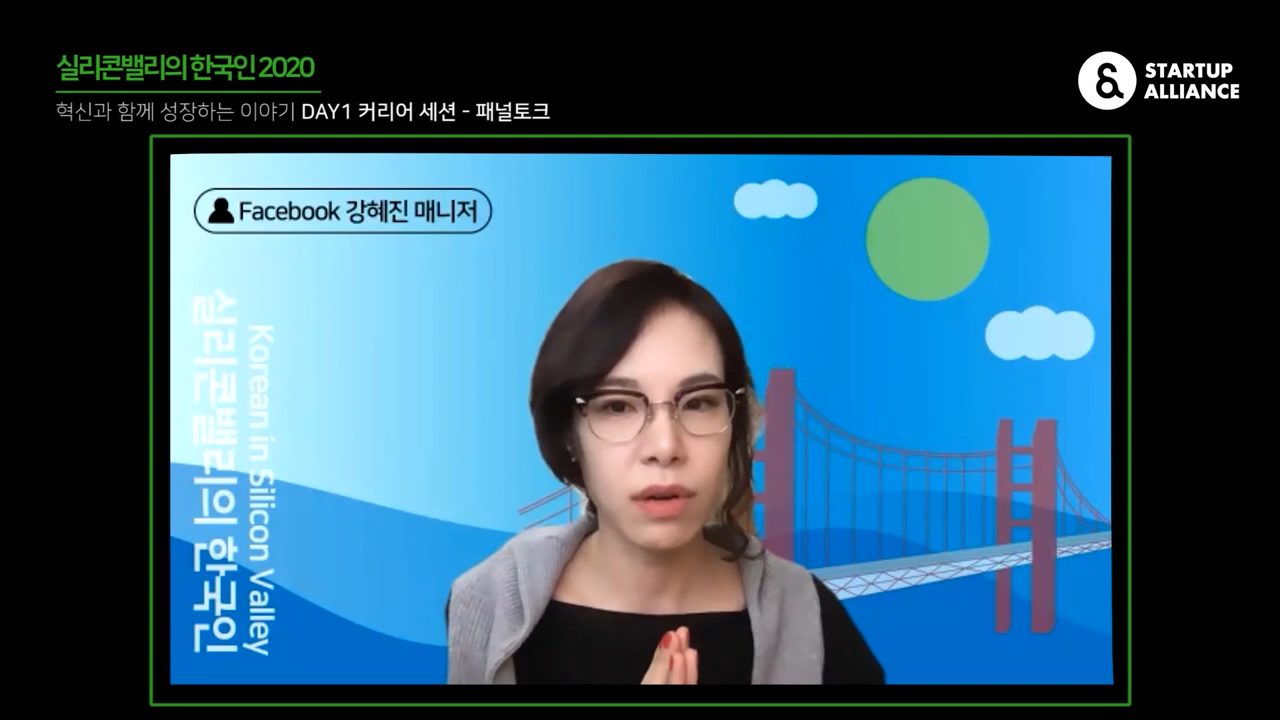 실리콘밸리의 한국인 2020
혁신과 함께 성장하는 이야기 DAY1 커리어 세션 - 패널토크
STARTUP
ALLIANCE
Facebook 강혜진 매니저
Korean in Silicon Valley
실리콘밸리의 한국인